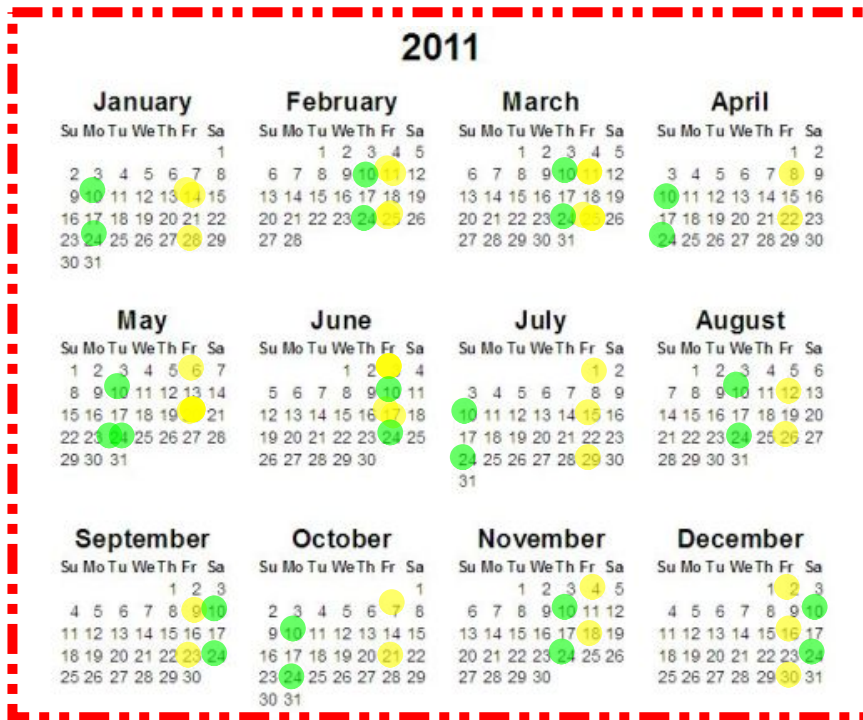 2011
January
Su Mo Tu We Th Fr Sa
1
2 3 4 5 6 7 8
9 10 11 12 13 14 15
16 17 18 19 20 21 22
23 24 25 26 27 28 29
30 31
February
Su Mo Tu We Th Fr Sa
1 2 3 4 5
6 7 8 9 10 11 12
13 14 15 16 17 18 19
20 21 22 23 24 25 26
27 28
March
Su Mo Tu We Th Fr Sa
1 2 3 4 5
6 7 8 9 10 11 12
13 14 15 16 17 18 19
20 21 22 23 24 25 26
27 28 29 30 31
April
Su Mo Tu We Th Fr Sa
1 2
3 4 5 6 7 8 9
10 11 12 13 14 15 16
17 18 19 20 21 22 23
24 25 26 27 28 29 30
May
Su Mo Tu We Th Fr Sa
1 2 3 4 5 6 7
8 9 10 11 12 13 14
15 16 17 18 19 21
22 23 24 25 26 27 28
29 30 31
June
Su Mo Tu We Th Fr Sa
1 2 4
5 6 7 8 9 10 11
12 13 14 15 16 17 18
19 20 21 22 23 24 25
26 27 28 29 30
July
Su Mo Tu We Th Fr Sa
1 2
3 4 5 6 7 8 9
10 11 12 13 14 15 16
17 18 19 20 21 22 23
24 25 26 27 28 29 30
31
August
Su Mo Tu We Th Fr Sa
1 2 3 4 5 6
7 8 9 10 11 12 13
14 15 16 17 18 19 20
21 22 23 24 25 26 27
28 29 30 31
September
Su Mo Tu We Th Fr Sa
1 2 3
4 5 6 7 8 9 10
11 12 13 14 15 16 17
18 19 20 21 22 23 24
25 26 27 28 29 30
October
Su Mo Tu We Th Fr Sa
1
2 3 4 5 6 7 8
9 10 11 12 13 14 15
16 17 18 19 20 21 22
23 24 25 26 27 28 29
30 31
November
Su Mo Tu We Th Fr Sa
1 2 3 4 5
6 7 8 9 10 11 12
13 14 15 16 17 18 19
20 21 22 23 24 25 26
27 28 29 30
December
Su Mo Tu We Th Fr Sa
1 2 3
4 5 6 7 8 9 10
11 12 13 14 15 16 17
18 19 20 21 22 23 24
25 26 27 28 29 30 31